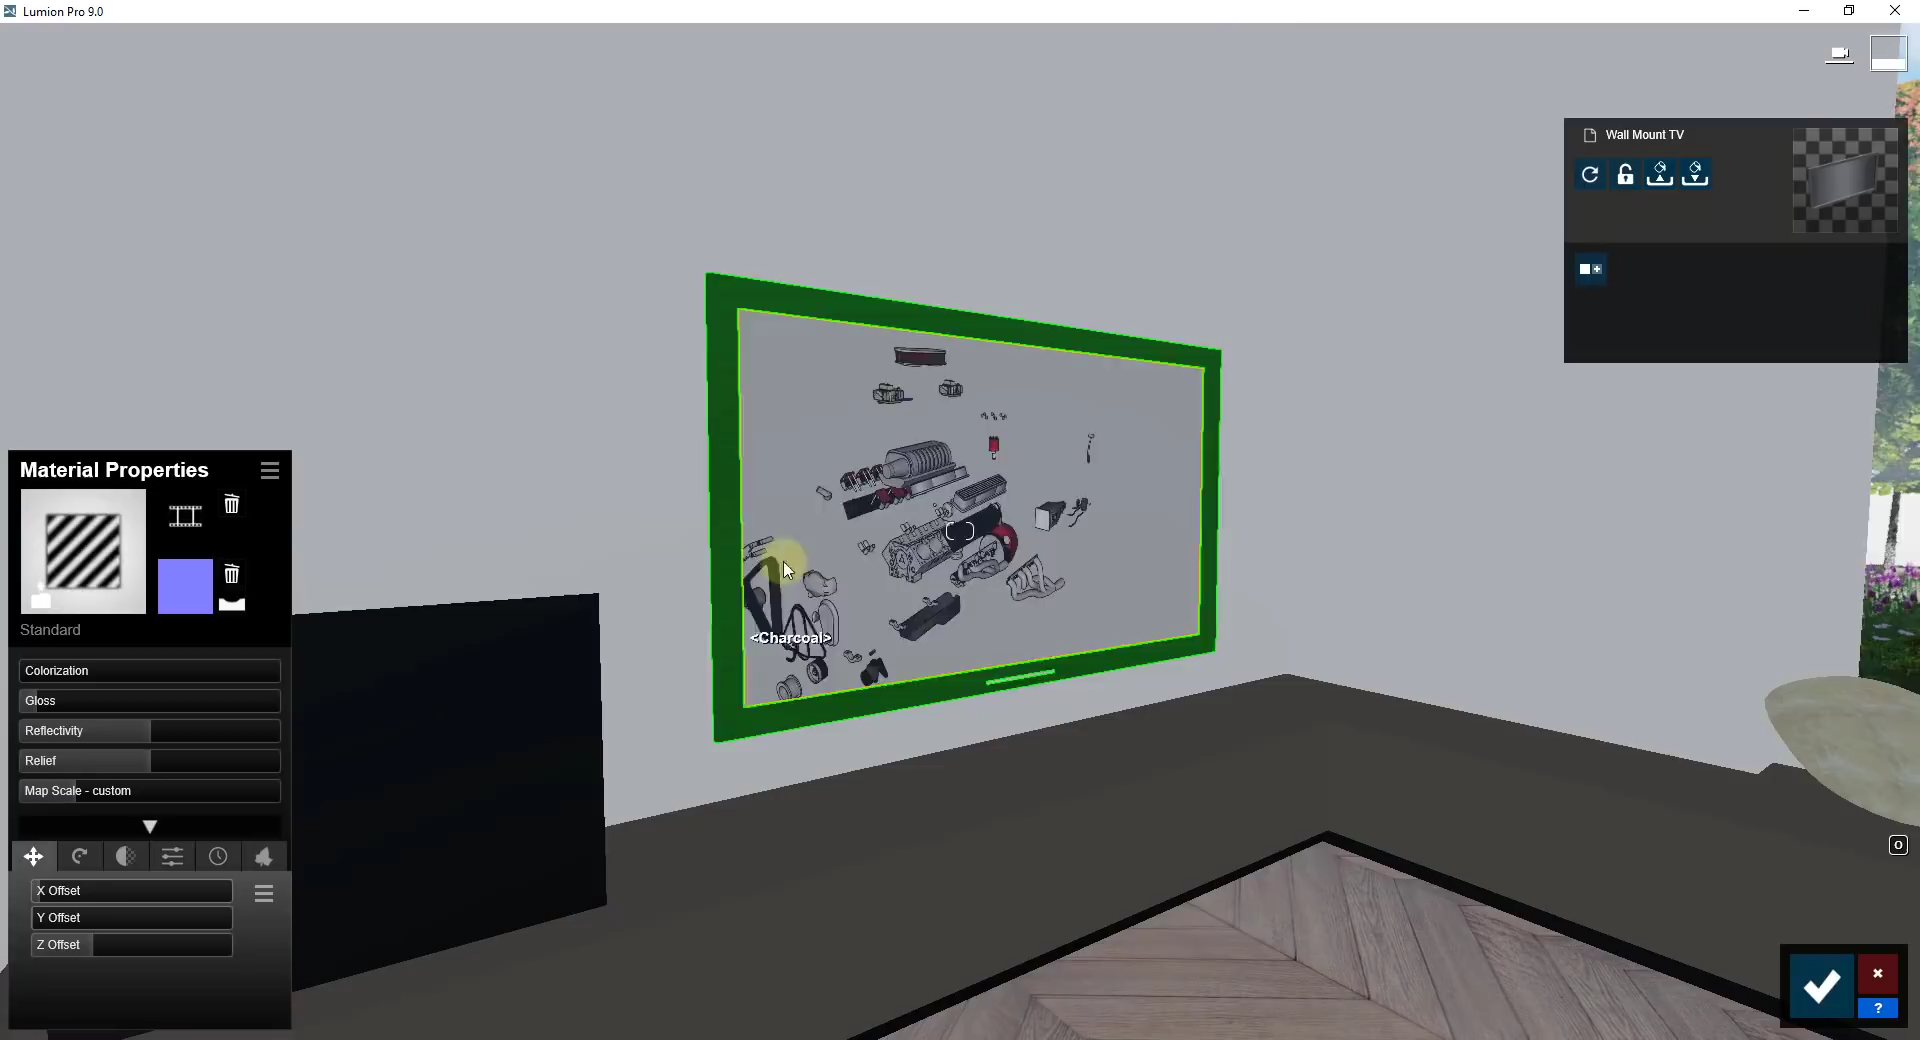 Lumion Pro 9.0
Wall Mount TV
Material Properties
Standard
Colorization
Gloss
Reflectivity
Relief
Map Scale - custom
X Offset
Y Offset
Z Offset
<Charcoal>
O
?